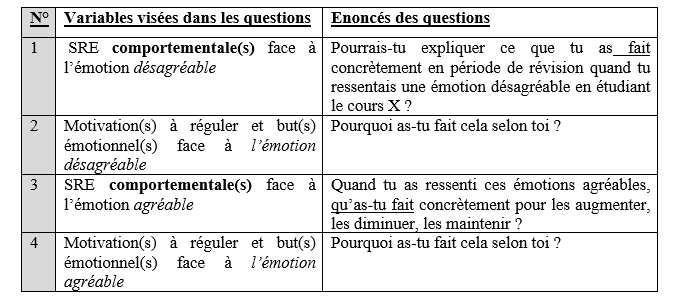 N° Variables visées dans les questions Enoncés des questions
1 SRE comportementale(s) face à Pourrais-tu expliquer ce que tu as fait
l’émotion désagréable concrètement en période de révision quand tu
ressentais une émotion désagréable en étudiant
le cours X ?
2 Motivation(s) à réguler et but(s) Pourquoi as-tu fait cela selon toi ?
émotionnel(s) face à l’émotion
désagréable
3 SRE comportementale(s) face à Quand tu as ressenti ces émotions agréables,
l’émotion agréable qu’as-tu fait concrètement pour les augmenter,
les diminuer, les maintenir ?
4 Motivation(s) à réguler et but(s) Pourquoi as-tu fait cela selon toi ?
émotionnel(s) face à l’émotion
agréable